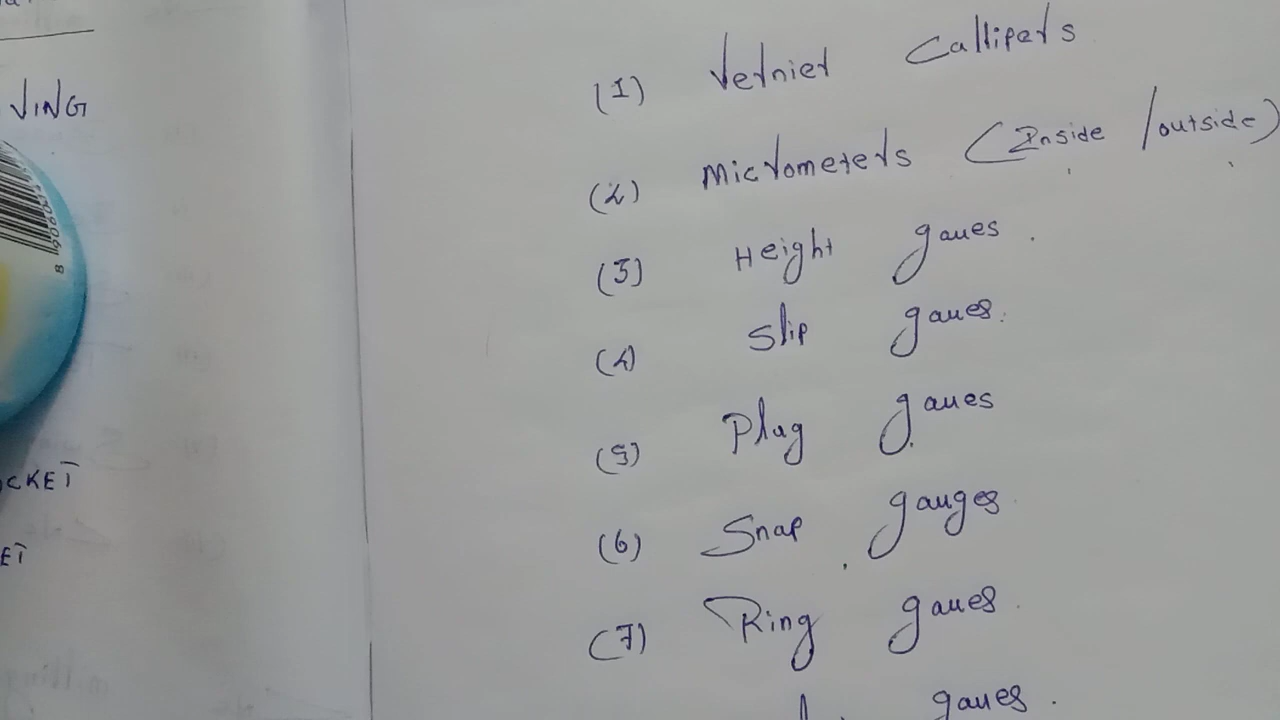 VING
CKET
ET
(1) Vernier Callipers
(2) Micrometers (Inside /outside)
(3) Height gaues.
(4) Slip gaues.
(5) Plug gaues
(6) Snap gauges
(7) Ring gaues.
gaues.